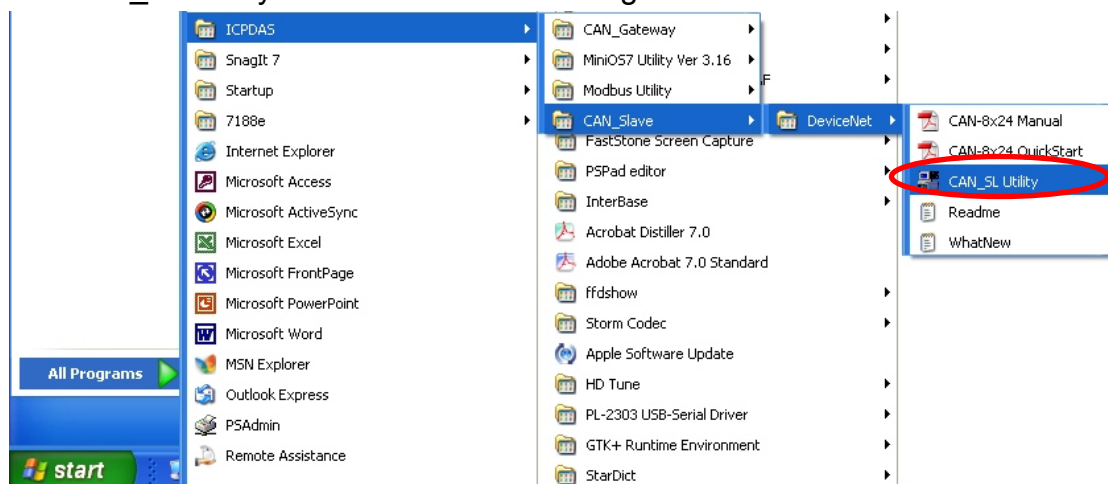 ICPDAS
SnagIt 7
Startup
7188e
Internet Explorer
Microsoft Access
Microsoft ActiveSync
Microsoft Excel
Microsoft FrontPage
Microsoft PowerPoint
Microsoft Word
MSN Explorer
Outlook Express
PSAdmin
Remote Assistance
All Programs
start
CAN_Gateway
MiniOS7 Utility Ver 3.16
Modbus Utility
CAN_Slave
FastStone Screen Capture
PSPad editor
InterBase
Acrobat Distiller 7.0
Adobe Acrobat 7.0 Standard
ffdshow
Storm Codec
Apple Software Update
HD Tune
PL-2303 USB-Serial Driver
GTK+ Runtime Environment
StarDict
DeviceNet
CAN-8x24 Manual
CAN-8x24 QuickStart
CAN_SL Utility
Readme
WhatNew